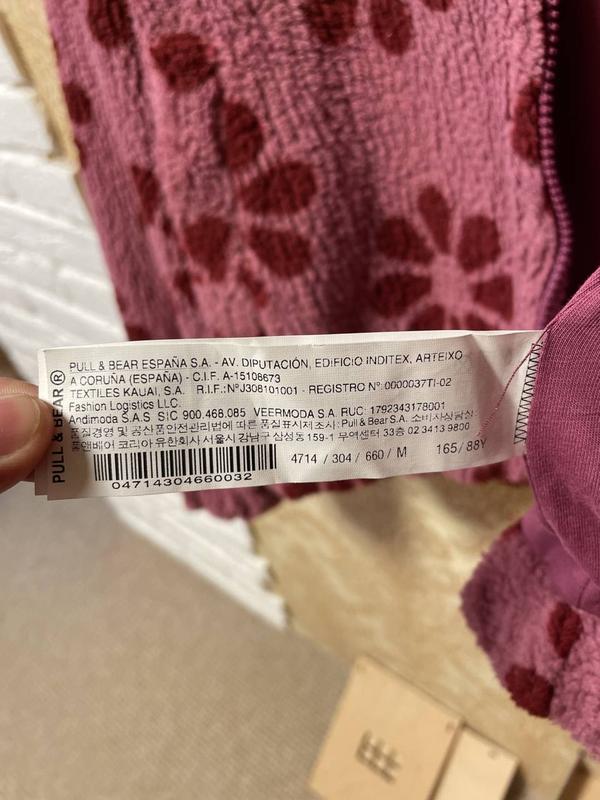 PULL & BEAR®
PULL & BEAR ESPAÑA S.A. - AV. DIPUTACIÓN, EDIFICIO INDITEX, ARTEIXO
A CORUÑA (ESPAÑA) - C.I.F. A-15108673
TEXTILES KAUAI, S.A. R.I.F.:NºJ308101001 - REGISTRO Nº 0000037TI-02
Fashion Logistics LLC.
Andimoda S.A.S SIC 900.468.085 VEERMODA S.A. RUC: 1792343178001
품질경영 및 공산품안전관리법에 따른 품질표시제조사: Pull & Bear S.A. 소비자상담실:
풀앤베어 코리아 유한회사 서울시 강남구 삼성동 159-1 무역센터 33층 02 3413 9800
04714304660032
4714 / 304 / 660 / M 165/88Y